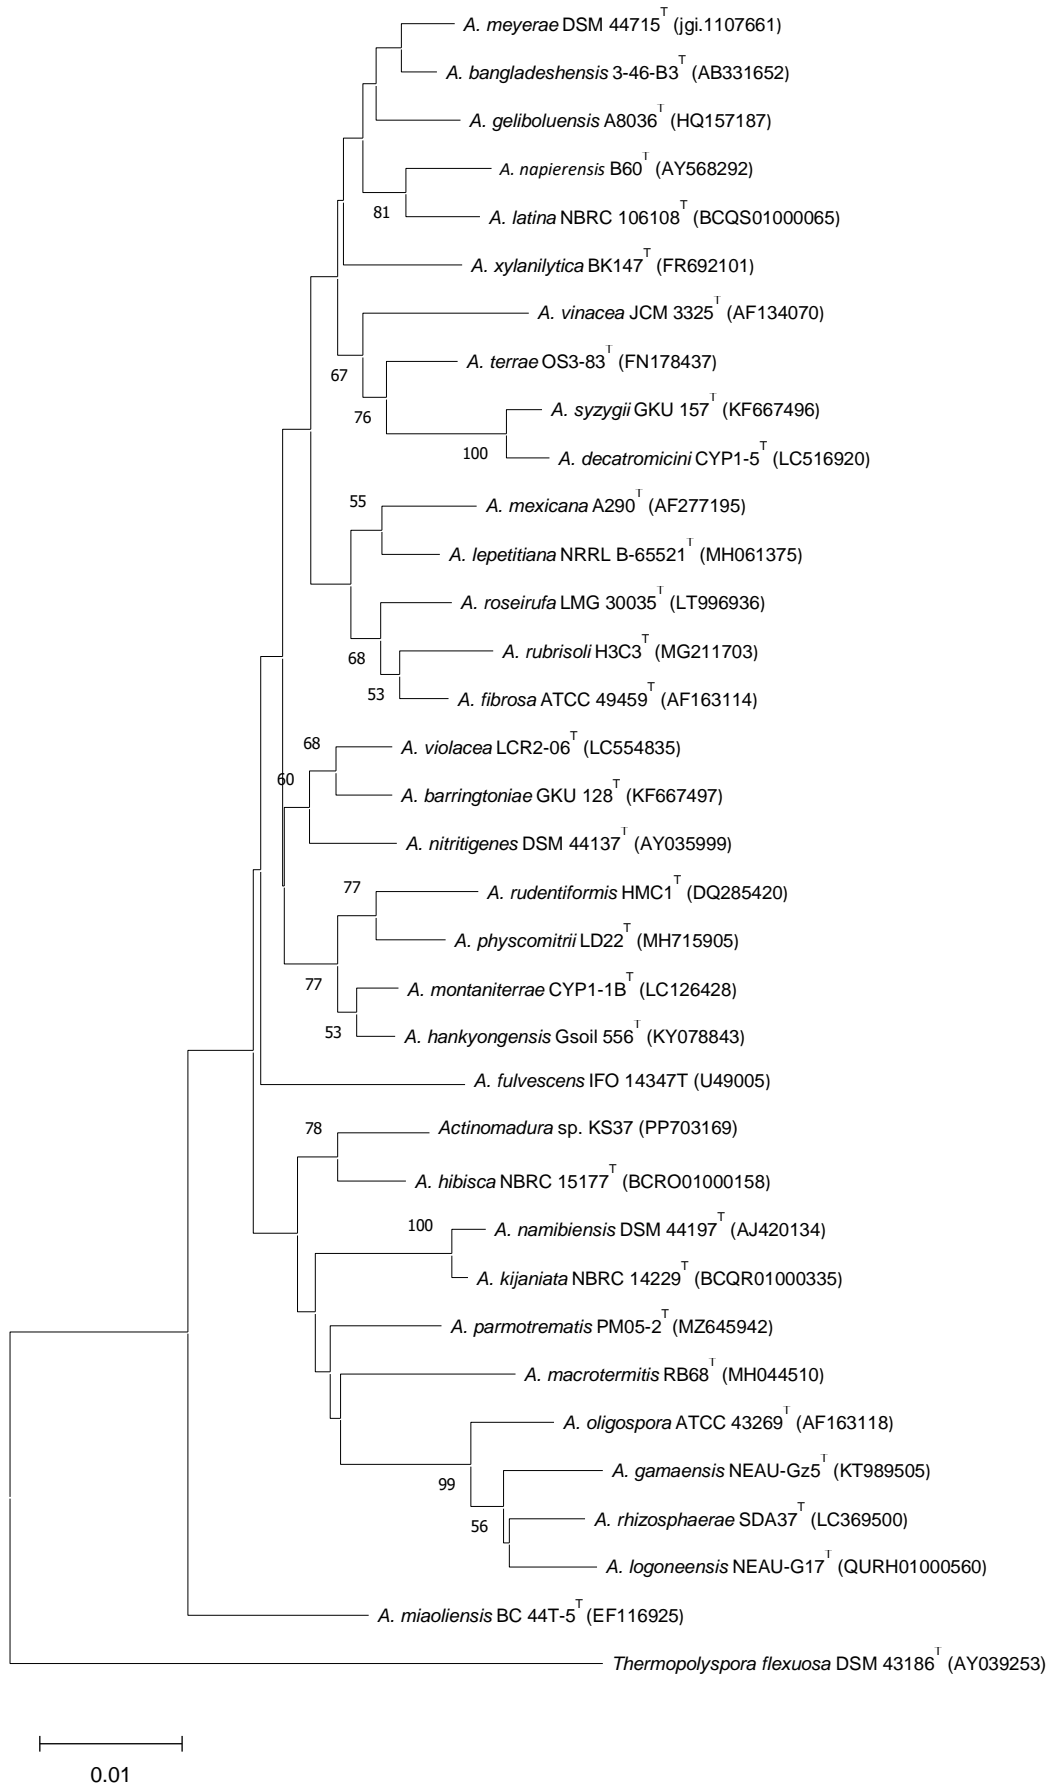 A. meyerae DSM 44715T (jgi.1107661)
A. bangladeshensis 3-46-B3T (AB331652)
A. geliboluensis A8036T (HQ157187)
A. napierensis B60T (AY568292)
81
A. latina NBRC 106108T (BCQS01000065)
A. xylanilytica BK147T (FR692101)
A. vinacea JCM 3325T (AF134070)
A. terrae OS3-83T (FN178437)
67
A. syzygii GKU 157T (KF667496)
76
100
A. decatromicini CYP1-5T (LC516920)
55
A. mexicana A290T (AF277195)
A. lepetitiana NRRL B-65521T (MH061375)
A. roseirufa LMG 30035T (LT996936)
A. rubrisoli H3C3T (MG211703)
68
53
A. fibrosa ATCC 49459T (AF163114)
68
A. violacea LCR2-06T (LC554835)
60
A. barringtoniae GKU 128T (KF667497)
A. nitritigenes DSM 44137T (AY035999)
77
A. rudentiformis HMC1T (DQ285420)
A. physcomitrii LD22T (MH715905)
77
A. montaniterrae CYP1-1BT (LC126428)
53
A. hankyongensis Gsoil 556T (KY078843)
A. fulvescens IFO 14347T (U49005)
78
Actinomadura sp. KS37 (PP703169)
A. hibisca NBRC 15177T (BCRO01000158)
100
A. namibiensis DSM 44197T (AJ420134)
A. kijaniata NBRC 14229T (BCQR01000335)
A. parmotrematis PM05-2T (MZ645942)
A. macrotermitis RB68T (MH044510)
A. oligospora ATCC 43269T (AF163118)
A. gamaensis NEAU-Gz5T (KT989505)
99
A. rhizosphaerae SDA37T (LC369500)
56
A. logoneensis NEAU-G17T (QURH01000560)
A. miaoliensis BC 44T-5T (EF116925)
Thermopolyspora flexuosa DSM 43186T (AY039253)
0.01